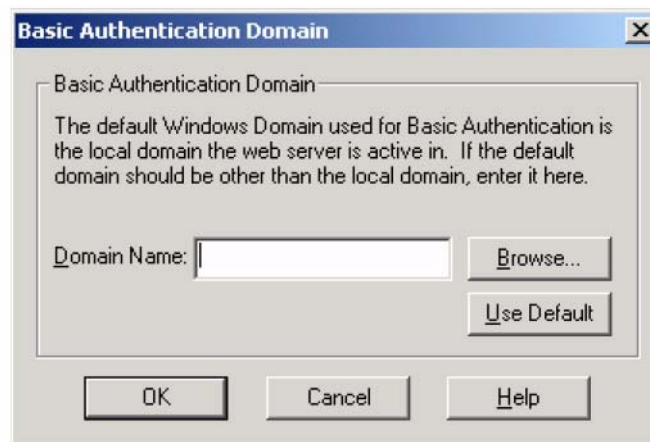 Basic Authentication Domain
Basic Authentication Domain
The default Windows Domain used for Basic Authentication is
the local domain the web server is active in. If the default
domain should be other than the local domain, enter it here.
Domain Name:
Browse...
Use Default
OK Cancel Help